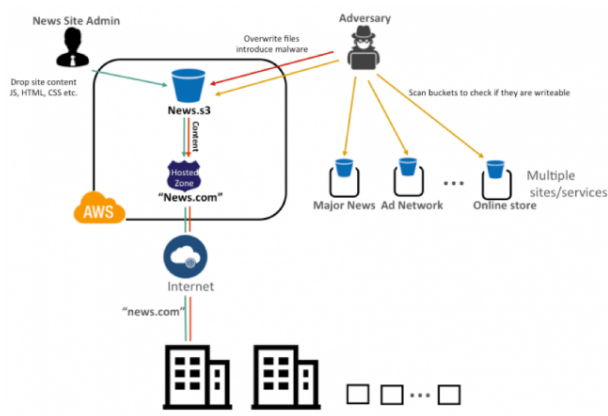 News Site Admin
Adversary
Overwrite files
introduce malware
Drop site content
JS, HTML, CSS etc.
Scan buckets to check if they are writeable
News.s3
Content
Hosted
Zone
"News.com"
AWS
Major News
Ad Network
...
Online store
Multiple
sites/services
Internet
"news.com"
...